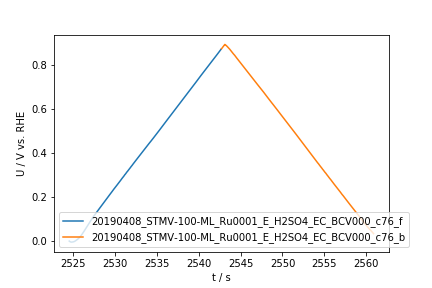 0.8
0.6
0.4
0.2
0.0
U / V vs. RHE
20190408_STMV-100-ML_Ru0001_E_H2SO4_EC_BCV000_c76_f
20190408_STMV-100-ML_Ru0001_E_H2SO4_EC_BCV000_c76_b
2525 2530 2535 2540 2545 2550 2555 2560
t / s